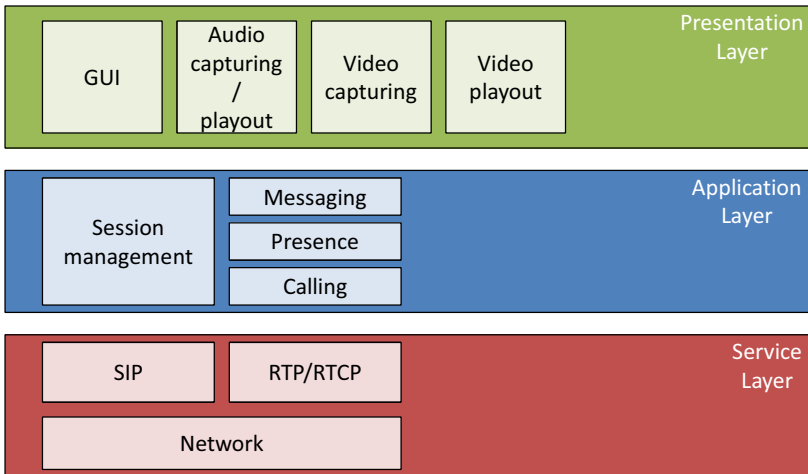 GUI
Audio
capturing
/
playout
Video
capturing
Video
playout
Presentation
Layer
Session
management
Messaging
Presence
Calling
Application
Layer
SIP
RTP/RTCP
Network
Service
Layer